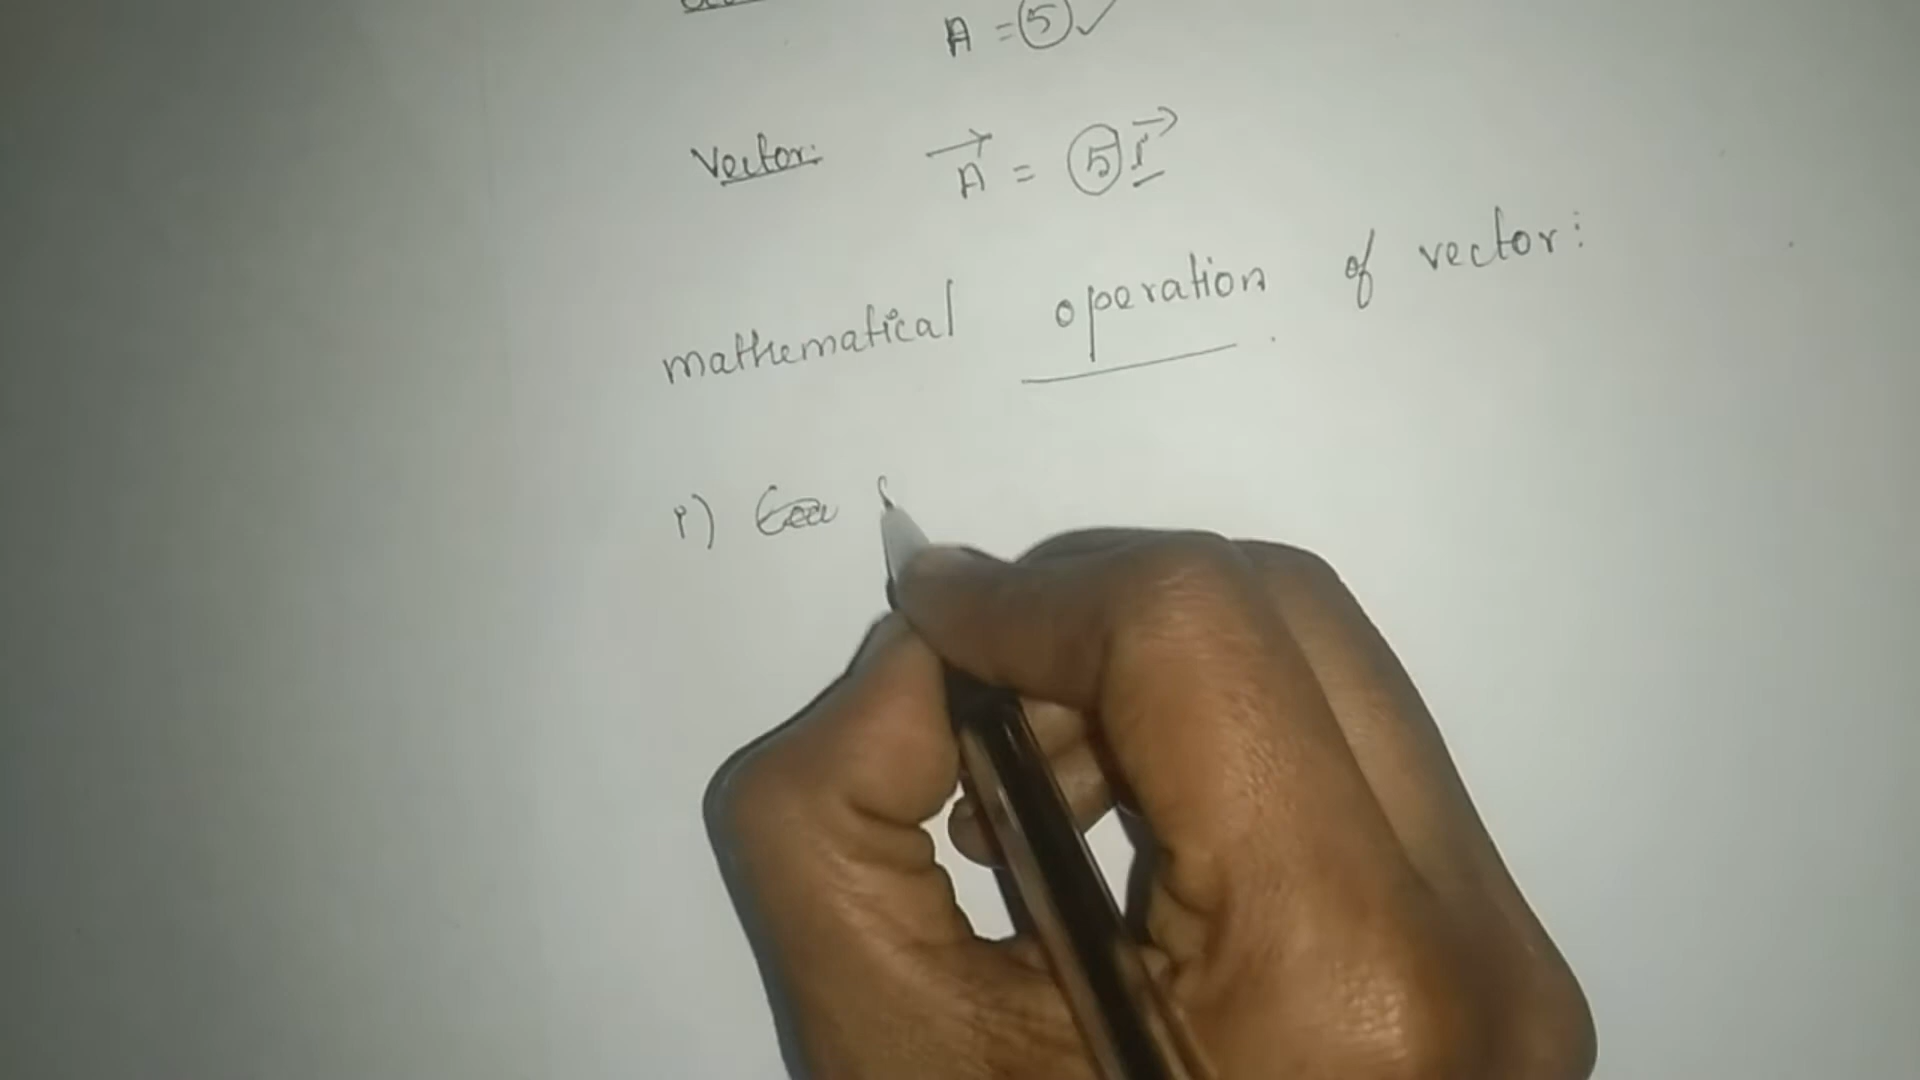 A = 5 ✓
Vector: A⃗ = 5 i⃗
mathematical operation of vector:
i)